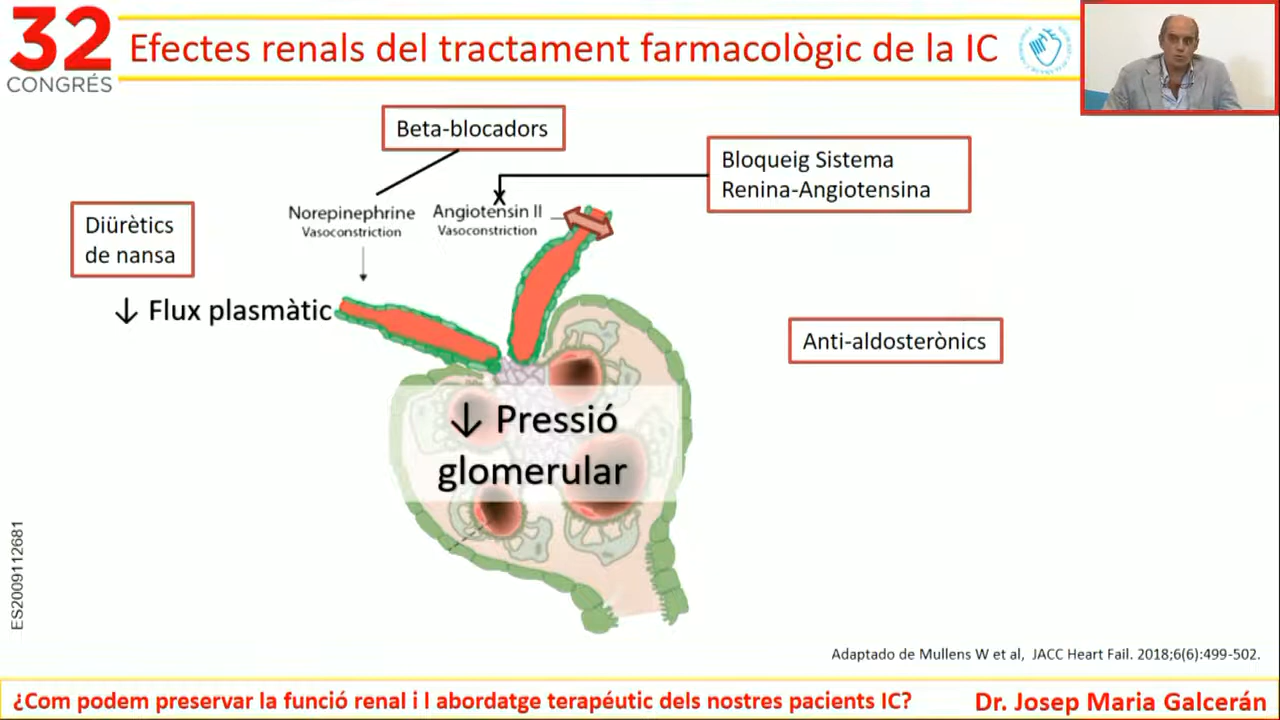 32
CONGRÉS
Efectes renals del tractament farmacològic de la IC
Beta-blocadors
Bloqueig Sistema
Renina-Angiotensina
Diürètics
de nansa
Norepinephrine
Vasoconstriction
Angiotensin II
Vasoconstriction
↓ Flux plasmàtic
Anti-aldosterònics
↓ Pressió
glomerular
ES2009112681
Adaptado de Mullens W et al, JACC Heart Fail. 2018;6(6):499-502.
¿Com podem preservar la funció renal i l abordatge terapéutic dels nostres pacients IC?
Dr. Josep Maria Galcerán